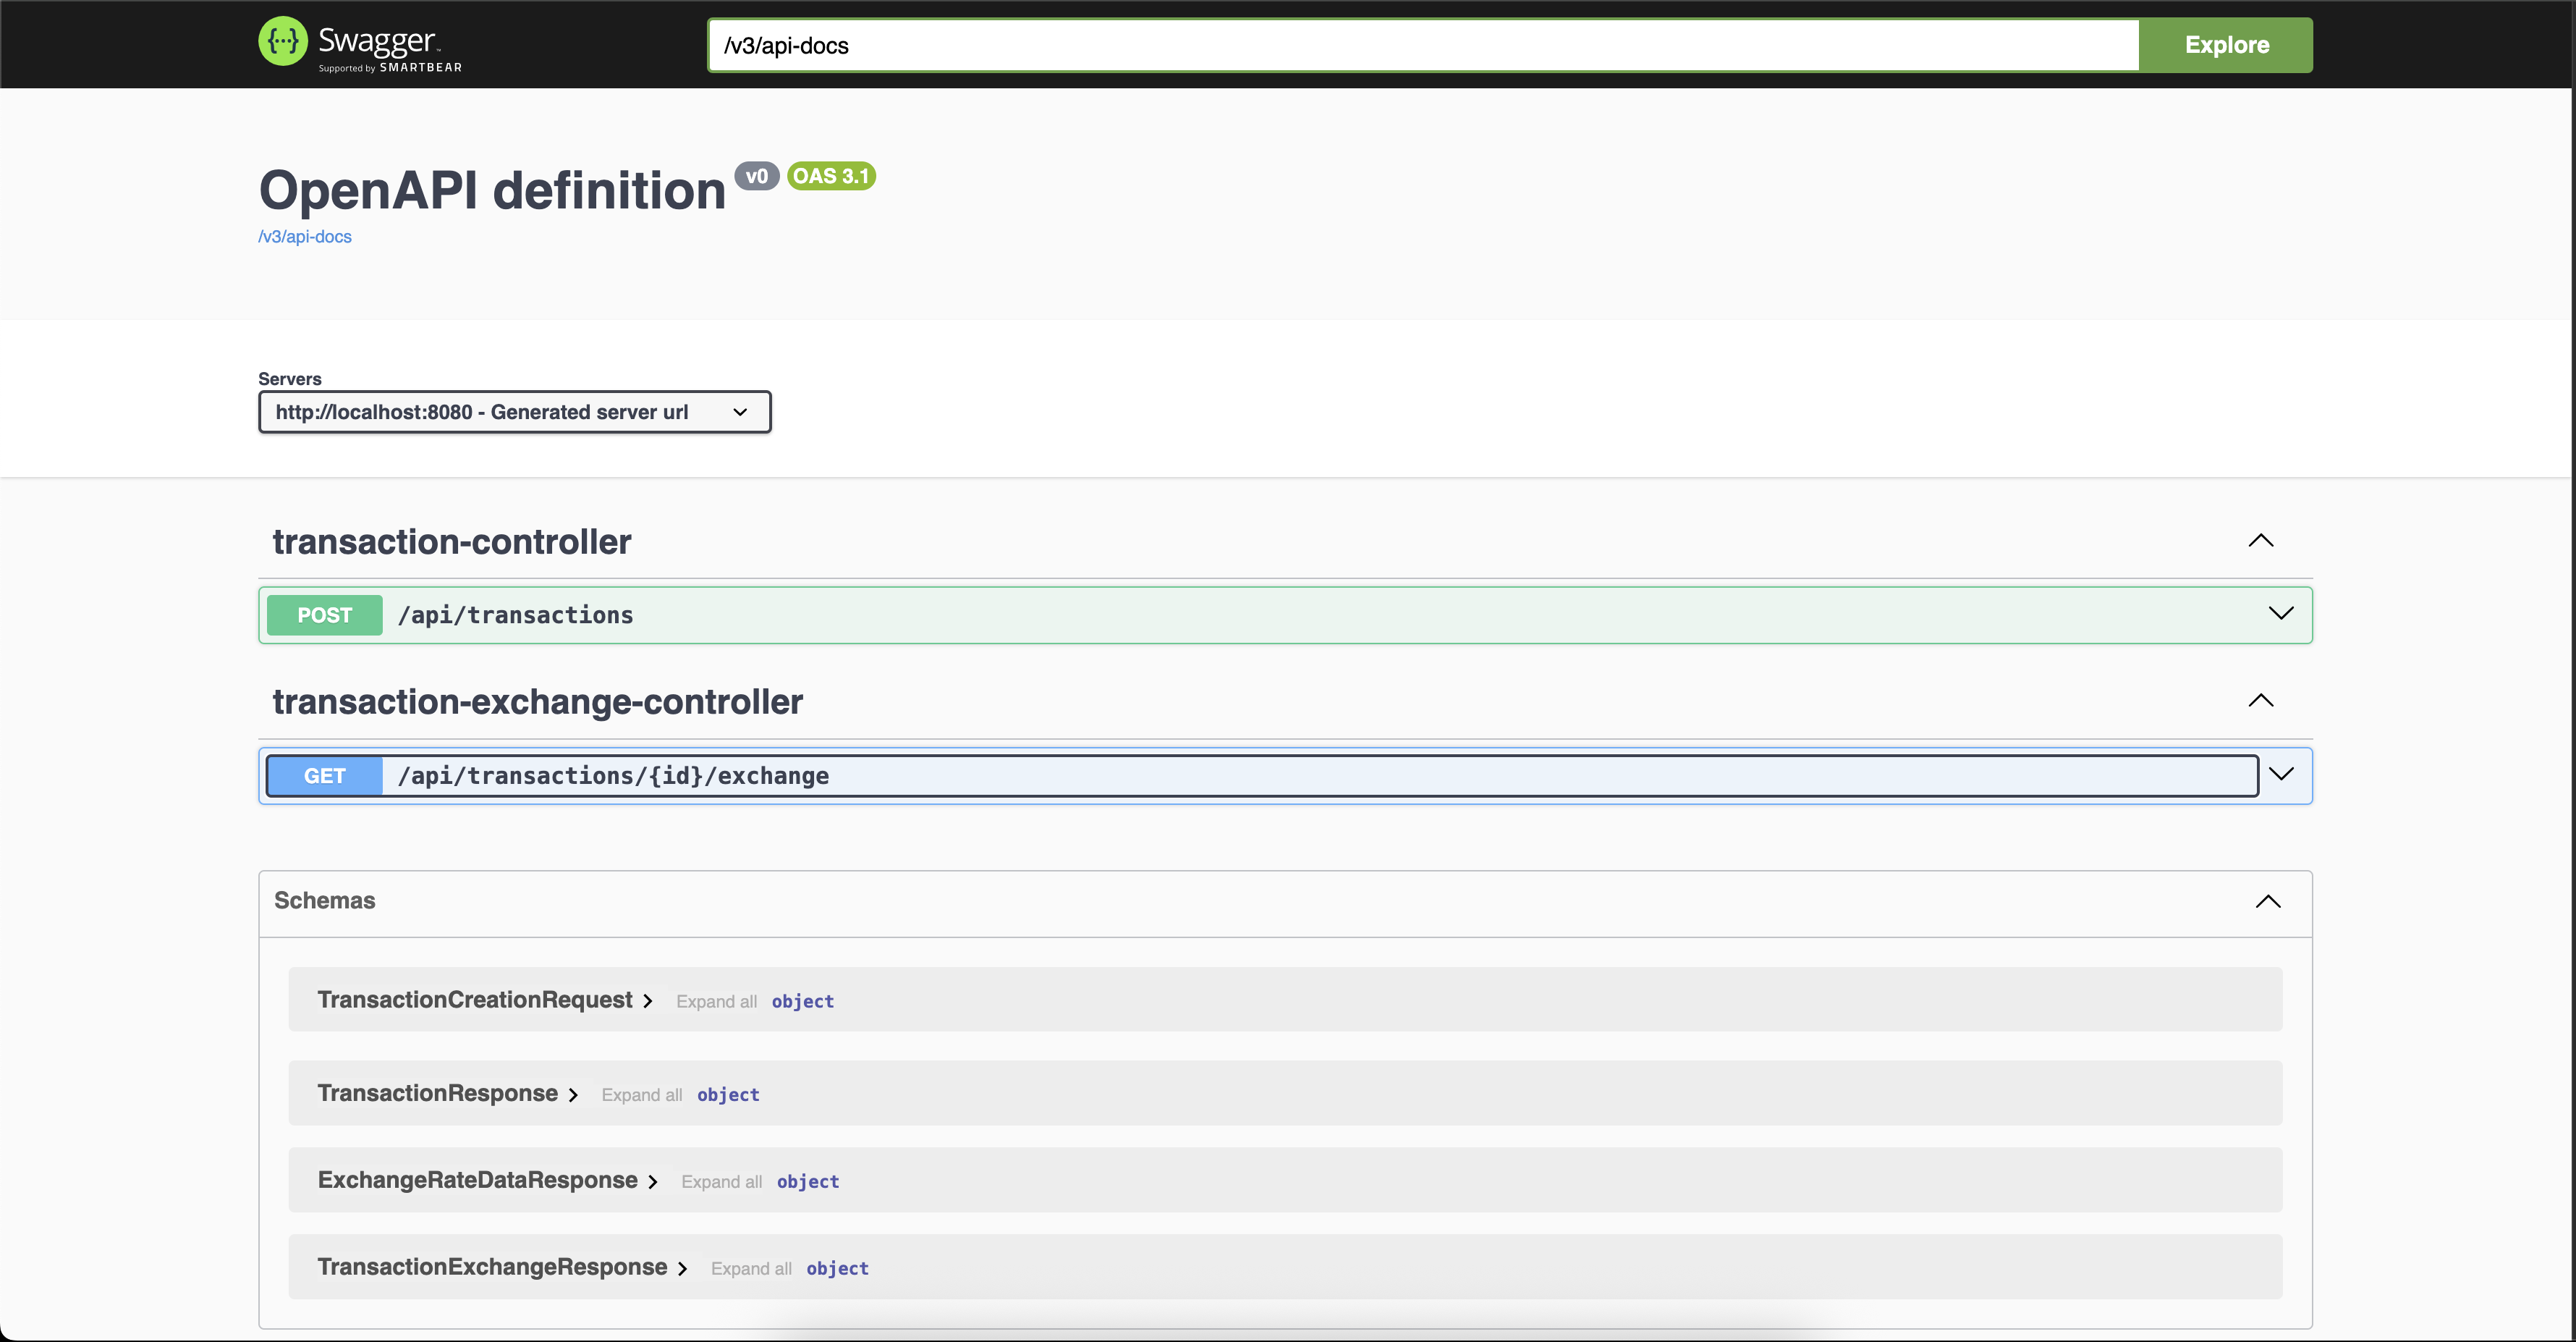 {···} Swagger™
Supported by SMARTBEAR
/v3/api-docs
Explore
OpenAPI definition v0 OAS 3.1
/v3/api-docs
Servers
http://localhost:8080 - Generated server url
transaction-controller
POST /api/transactions
transaction-exchange-controller
GET /api/transactions/{id}/exchange
Schemas
TransactionCreationRequest Expand all object
TransactionResponse Expand all object
ExchangeRateDataResponse Expand all object
TransactionExchangeResponse Expand all object